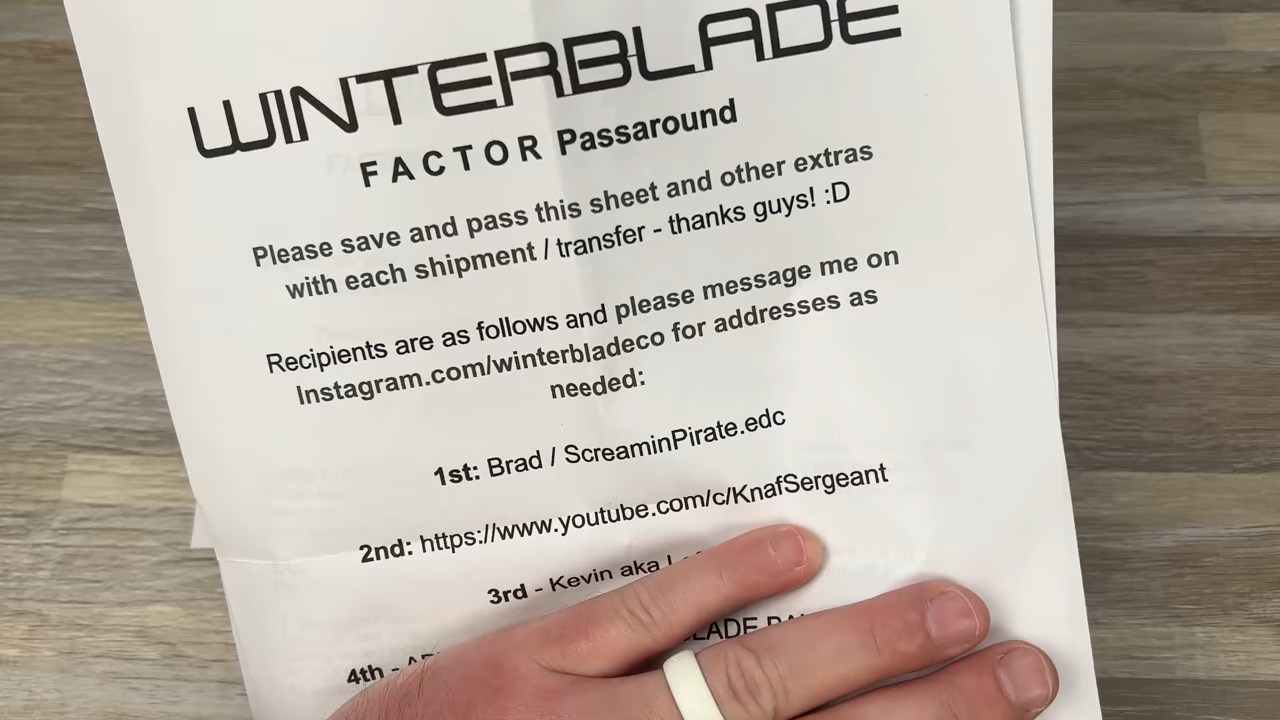 WINTERBLADE
FACTOR Passaround
Please save and pass this sheet and other extras
with each shipment / transfer - thanks guys! :D
Recipients are as follows and please message me on
Instagram.com/winterbladeco for addresses as
needed:
1st: Brad / ScreaminPirate.edc
2nd: https://www.youtube.com/c/KnafSergeant
3rd - Kevin aka
4th -